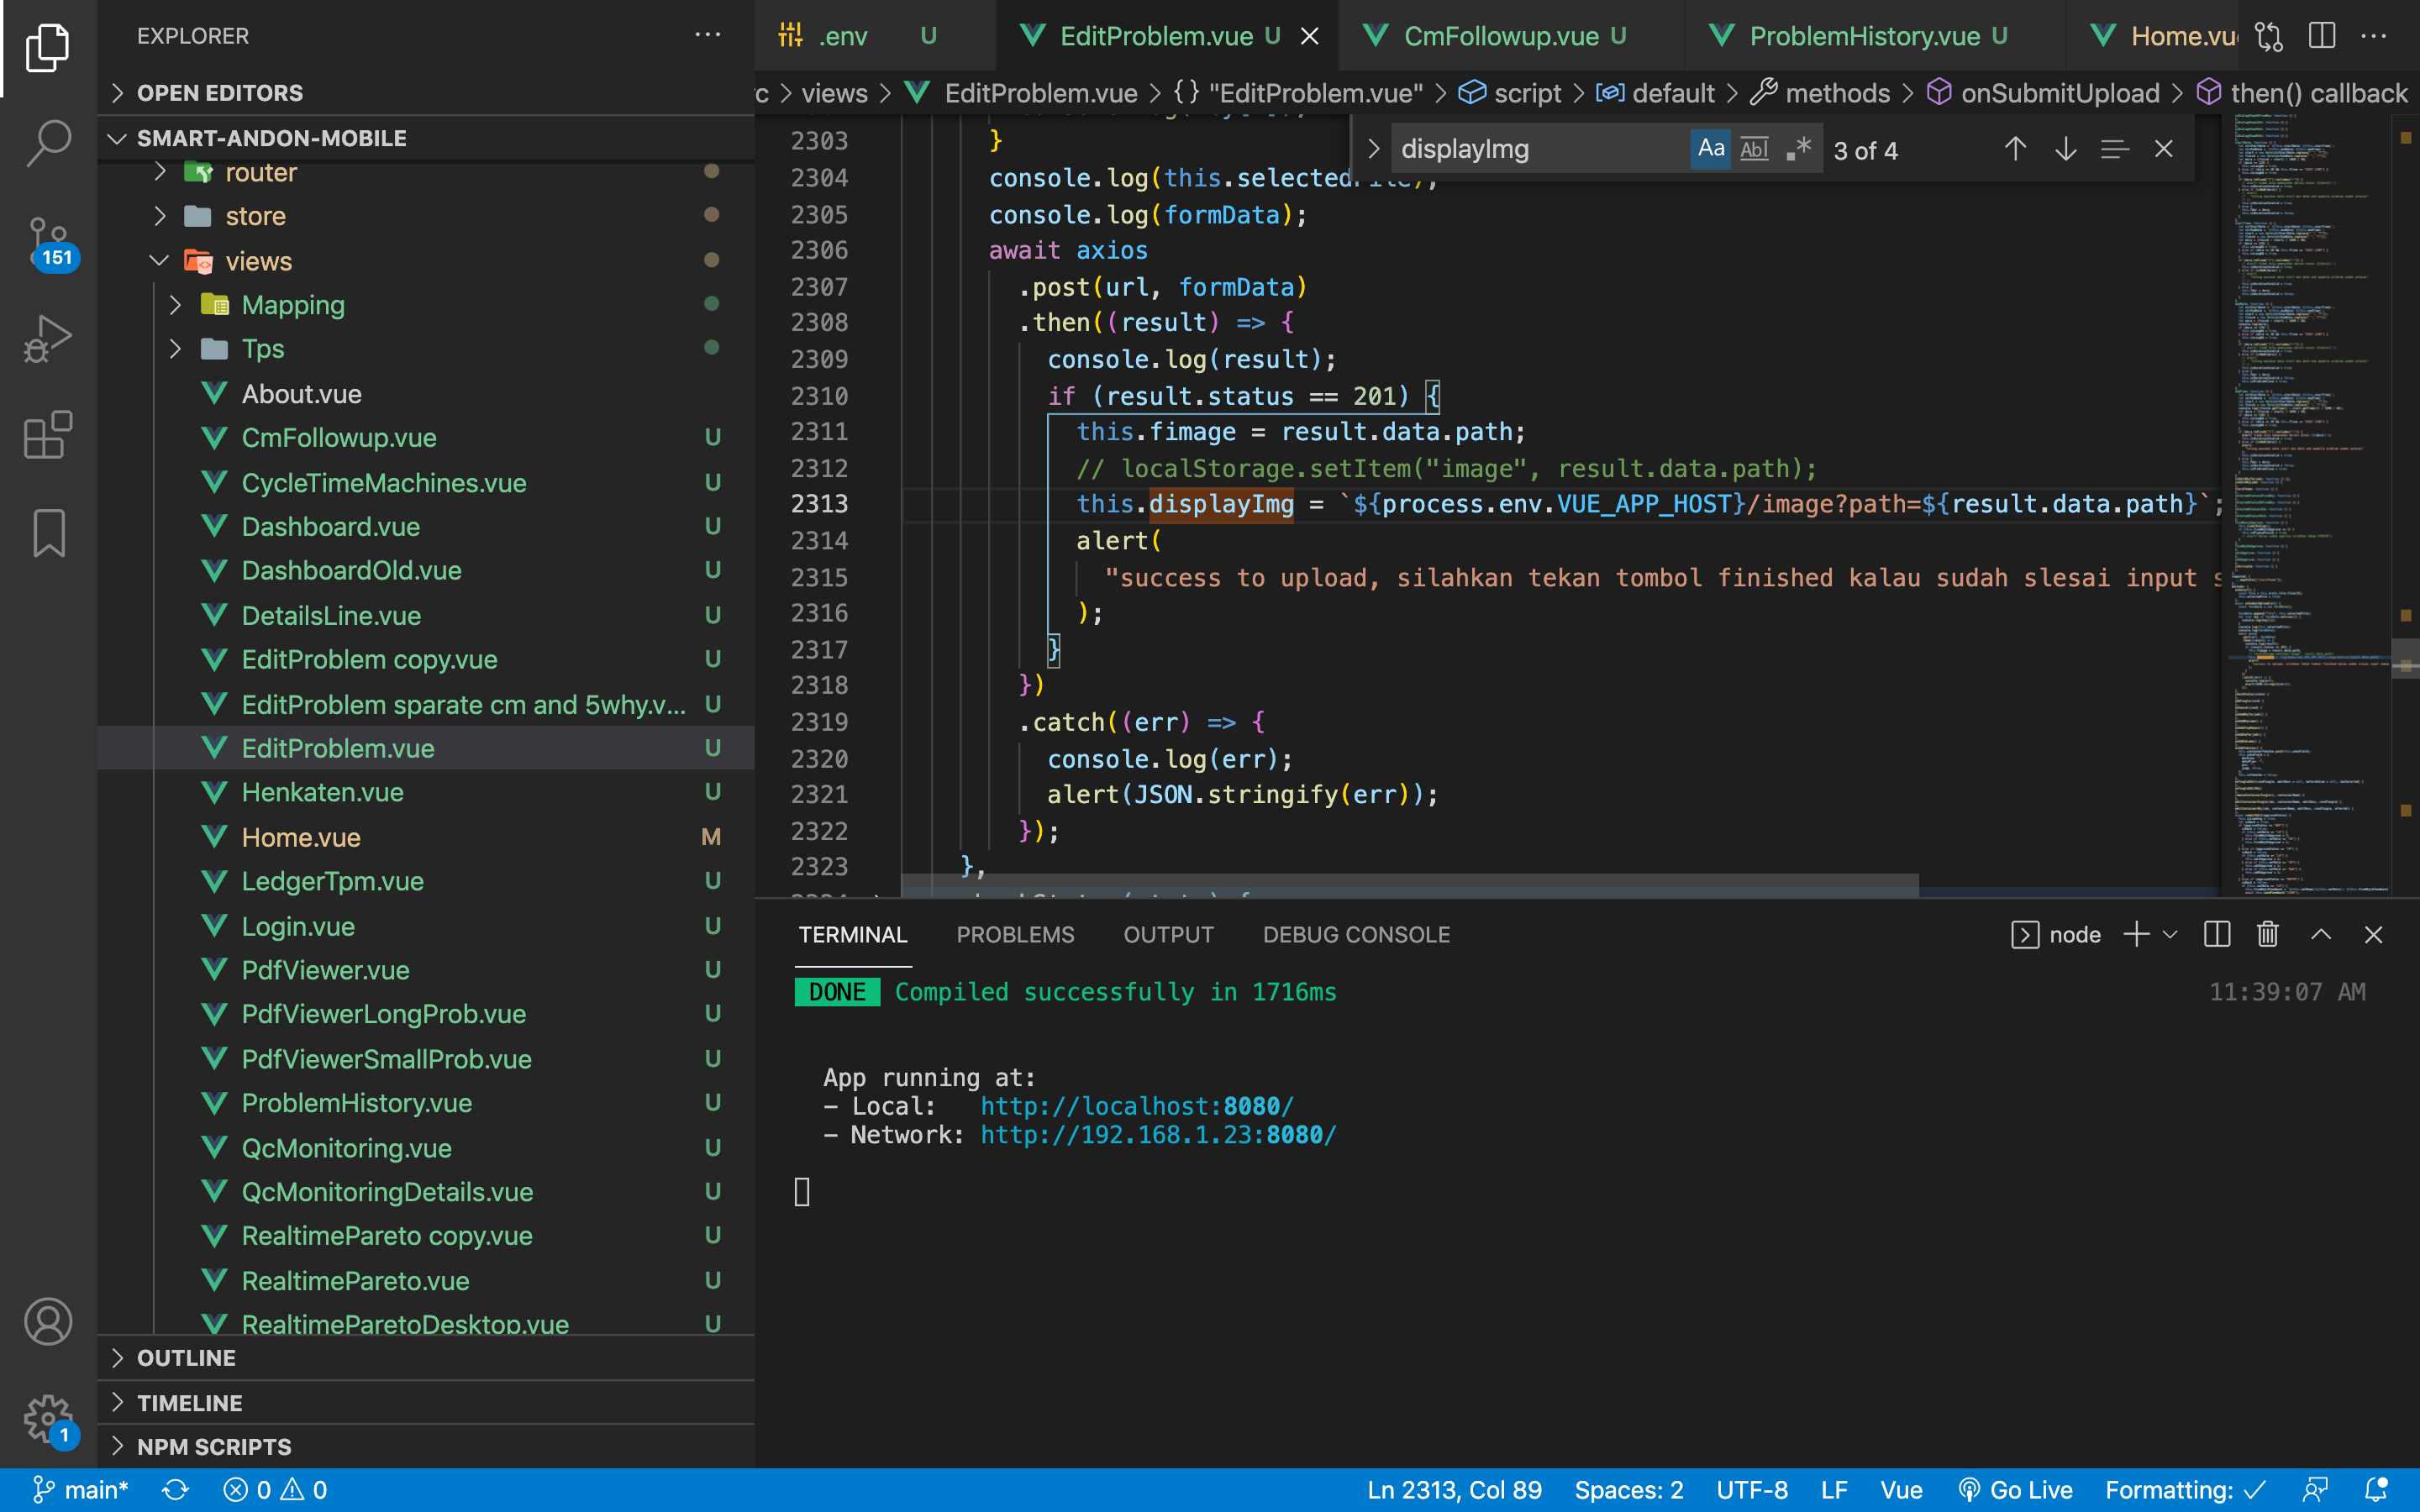 EXPLORER
OPEN EDITORS
SMART-ANDON-MOBILE
router
store
views
Mapping
Tps
About.vue
CmFollowup.vue U
CycleTimeMachines.vue U
Dashboard.vue U
DashboardOld.vue U
DetailsLine.vue U
EditProblem copy.vue U
EditProblem sparate cm and 5why.v... U
EditProblem.vue U
Henkaten.vue U
Home.vue M
LedgerTpm.vue U
Login.vue U
PdfViewer.vue U
PdfViewerLongProb.vue U
PdfViewerSmallProb.vue U
ProblemHistory.vue U
QcMonitoring.vue U
QcMonitoringDetails.vue U
RealtimePareto copy.vue U
RealtimePareto.vue U
RealtimeParetoDesktop.vue U
OUTLINE
TIMELINE
NPM SCRIPTS
151
1
.env U
EditProblem.vue U
CmFollowup.vue U
ProblemHistory.vue U
Home.vu
rc > views > EditProblem.vue > {} "EditProblem.vue" > script > default > methods > onSubmitUpload > then() callback
displayImg Aa Abl .* 3 of 4
2303 }
2304 console.log(this.selectedFile);
2305 console.log(formData);
2306 await axios
2307 .post(url, formData)
2308 .then((result) => {
2309 console.log(result);
2310 if (result.status == 201) {
2311 this.fimage = result.data.path;
2312 // localStorage.setItem("image", result.data.path);
2313 this.displayImg = `${process.env.VUE_APP_HOST}/image?path=${result.data.path}`;
2314 alert(
2315 "success to upload, silahkan tekan tombol finished kalau sudah slesai input s
2316 );
2317 }
2318 })
2319 .catch((err) => {
2320 console.log(err);
2321 alert(JSON.stringify(err));
2322 });
2323 },
TERMINAL PROBLEMS OUTPUT DEBUG CONSOLE
node
DONE Compiled successfully in 1716ms 11:39:07 AM
App running at:
- Local: http://localhost:8080/
- Network: http://192.168.1.23:8080/
main* 0 0
Ln 2313, Col 89 Spaces: 2 UTF-8 LF Vue Go Live Formatting: ✓